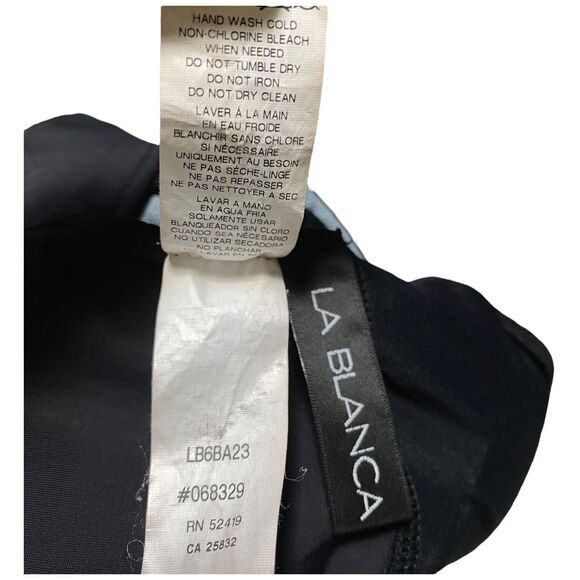 HAND WASH COLD
NON-CHLORINE BLEACH
WHEN NEEDED
DO NOT TUMBLE DRY
DO NOT IRON
DO NOT DRY CLEAN
LAVER À LA MAIN
EN EAU FROIDE
BLANCHIR SANS CHLORE
SI NÉCESSAIRE
UNIQUEMENT AU BESOIN
NE PAS SÈCHE-LINGE
NE PAS REPASSER
NE PAS NETTOYER A SEC
LAVAR A MANO
EN AGUA FRIA
SOLAMENTE USAR
BLANQUEADOR SIN CLORO
CUANDO SEA NECESARIO
NO UTILIZAR SECADORA
NO PLANCHAR
LAVAR EN
LA BLANCA
LB6BA23
#068329
RN 52419
CA 25832